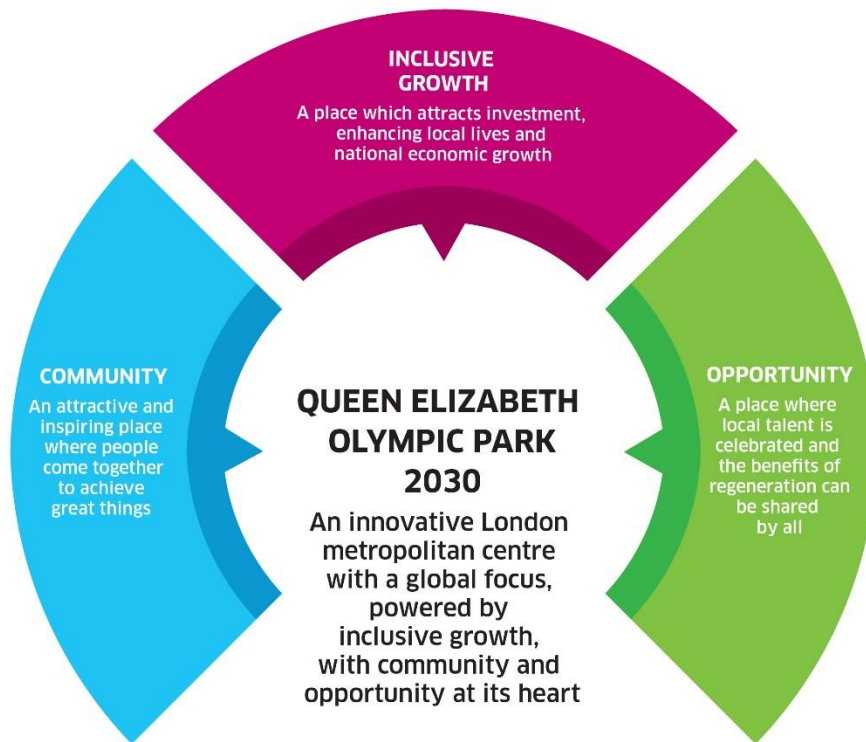 INCLUSIVE
GROWTH
A place which attracts investment,
enhancing local lives and
national economic growth
COMMUNITY
An attractive and
inspiring place
where people
come together
to achieve
great things
QUEEN ELIZABETH
OLYMPIC PARK
2030
An innovative London
metropolitan centre
with a global focus,
powered by
inclusive growth,
with community and
opportunity at its heart
OPPORTUNITY
A place where
local talent is
celebrated and
the benefits of
regeneration can
be shared
by all